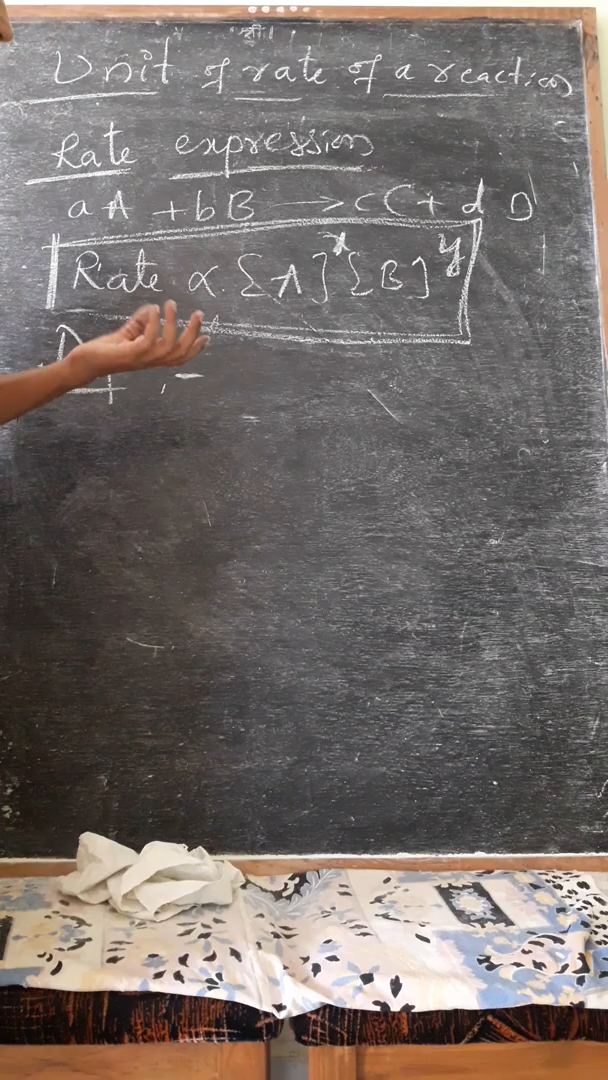 श्री
Unit of rate of a reaction
Rate expression
aA + bB → cC + dD
Rate ∝ [A]^x [B]^y